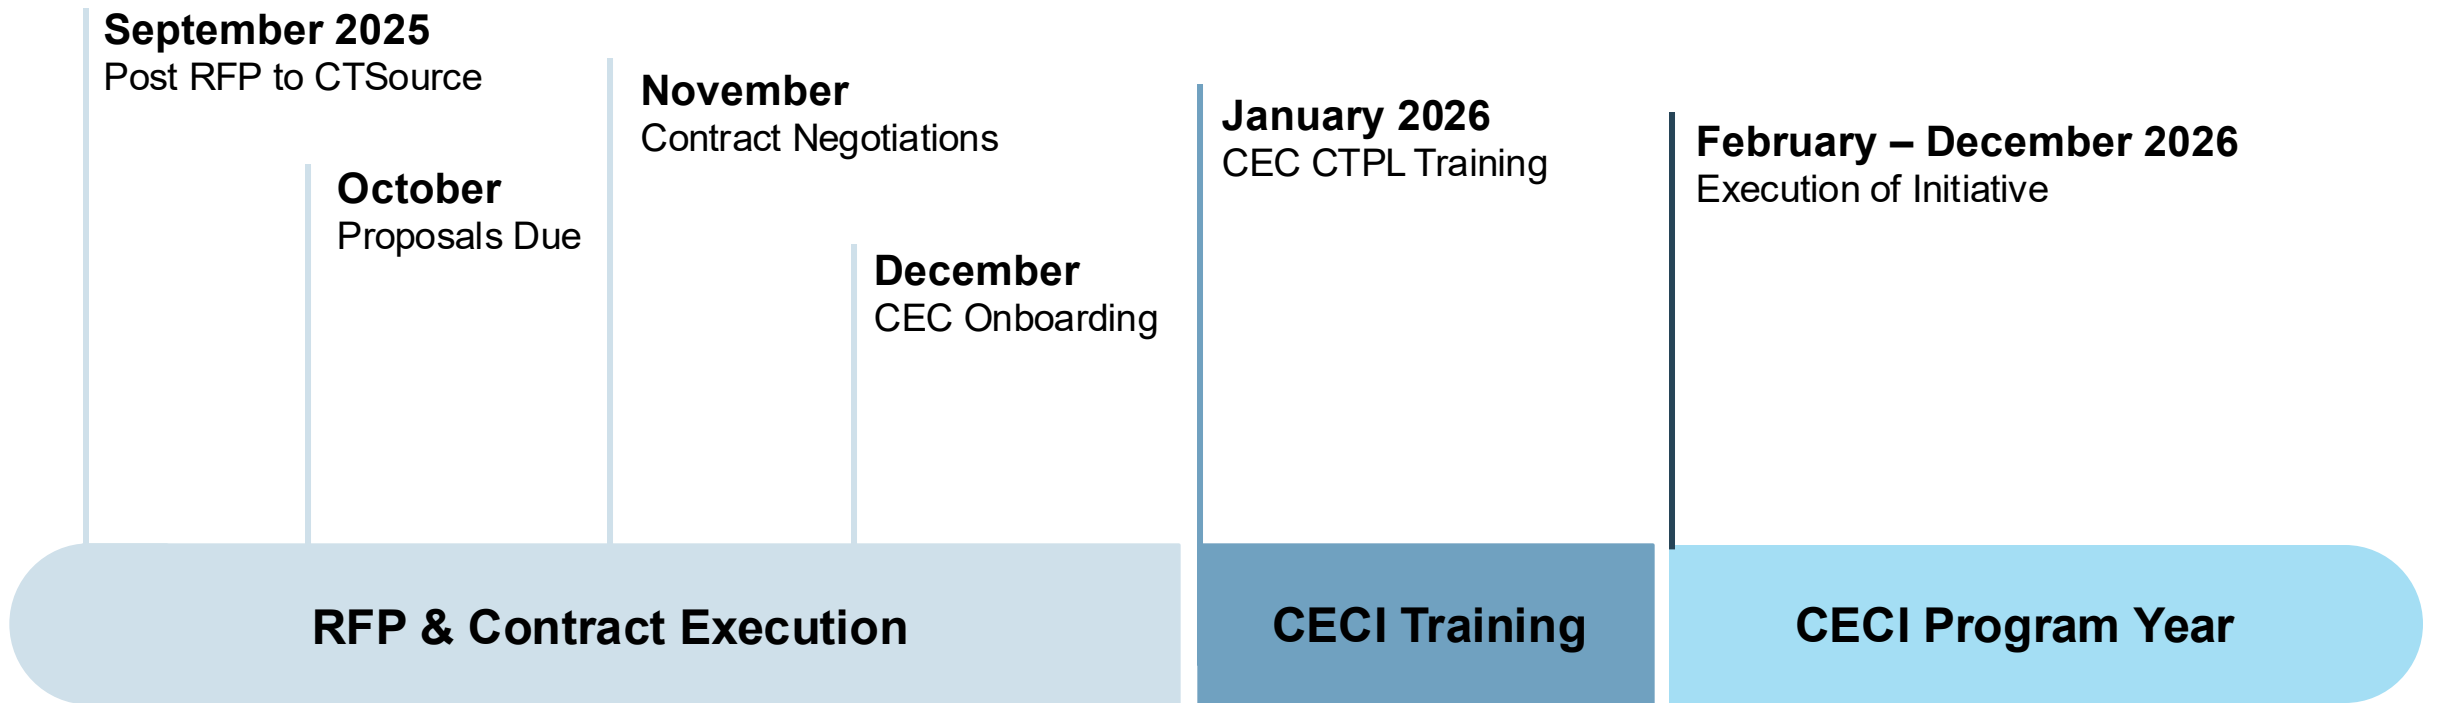 September 2025
Post RFP to CTSource
October
Proposals Due
November
Contract Negotiations
December
CEC Onboarding
January 2026
CEC CTPL Training
February – December 2026
Execution of Initiative
RFP & Contract Execution
CECI Training
CECI Program Year